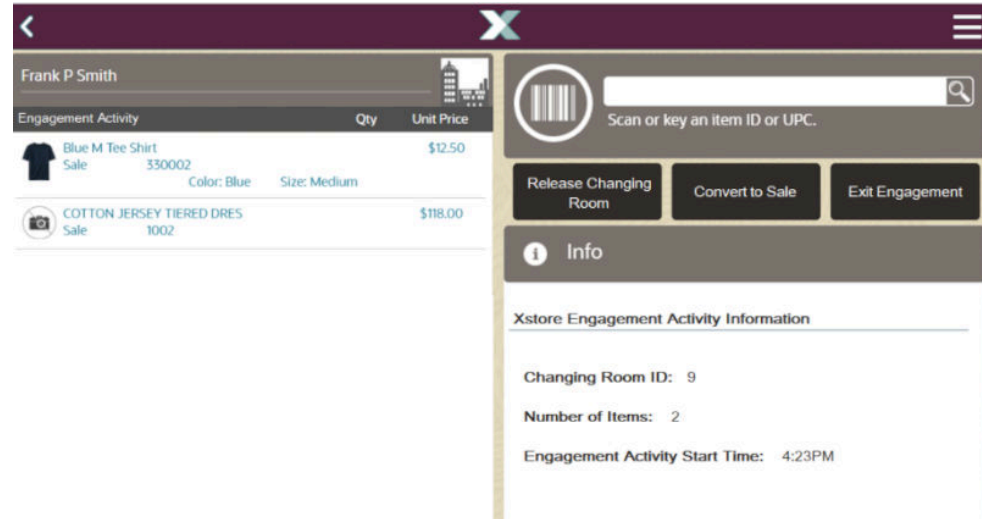 Frank P Smith
Engagement Activity Qty Unit Price
Blue M Tee Shirt $12.50
Sale 330002
Color: Blue Size: Medium
COTTON JERSEY TIERED DRES $118.00
Sale 1002
Scan or key an item ID or UPC.
Release Changing
Room
Convert to Sale
Exit Engagement
Info
Xstore Engagement Activity Information
Changing Room ID: 9
Number of Items: 2
Engagement Activity Start Time: 4:23PM